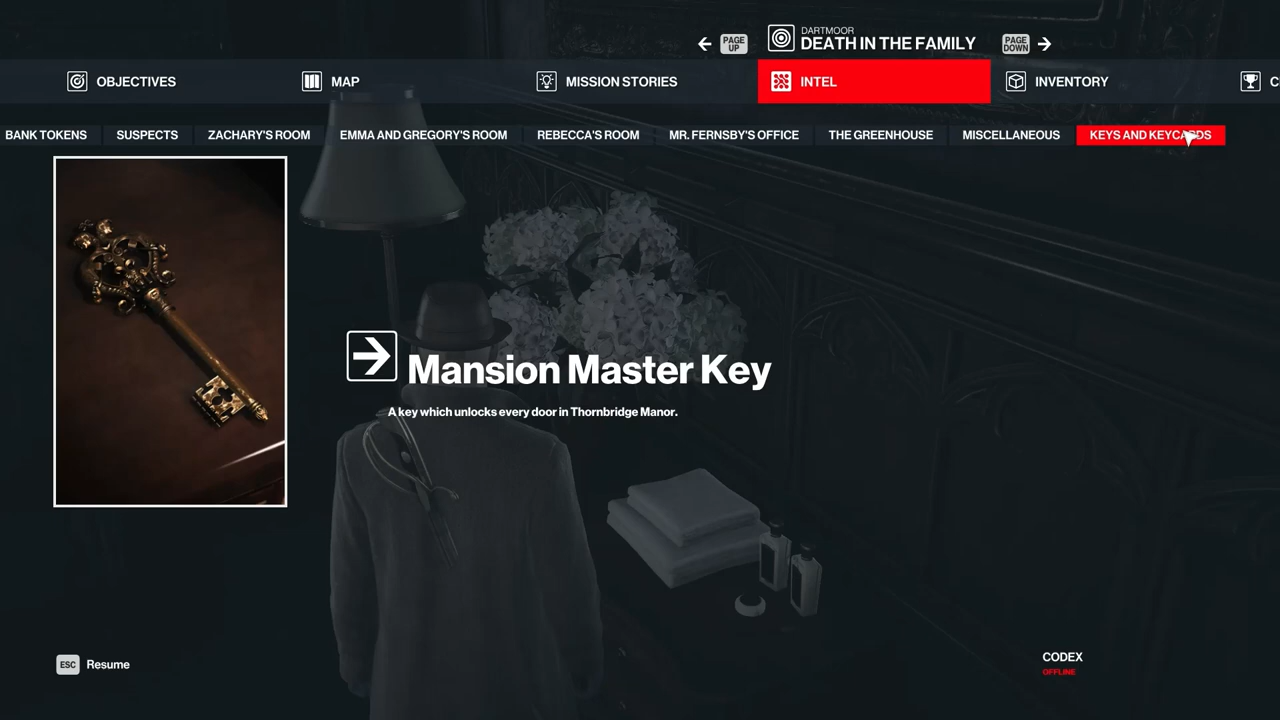 PAGE UP
DARTMOOR
DEATH IN THE FAMILY
PAGE DOWN
OBJECTIVES
MAP
MISSION STORIES
INTEL
INVENTORY
C
BANK TOKENS
SUSPECTS
ZACHARY'S ROOM
EMMA AND GREGORY'S ROOM
REBECCA'S ROOM
MR. FERNSBY'S OFFICE
THE GREENHOUSE
MISCELLANEOUS
KEYS AND KEYCARDS
Mansion Master Key
A key which unlocks every door in Thornbridge Manor.
ESC Resume
CODEX
OFFLINE